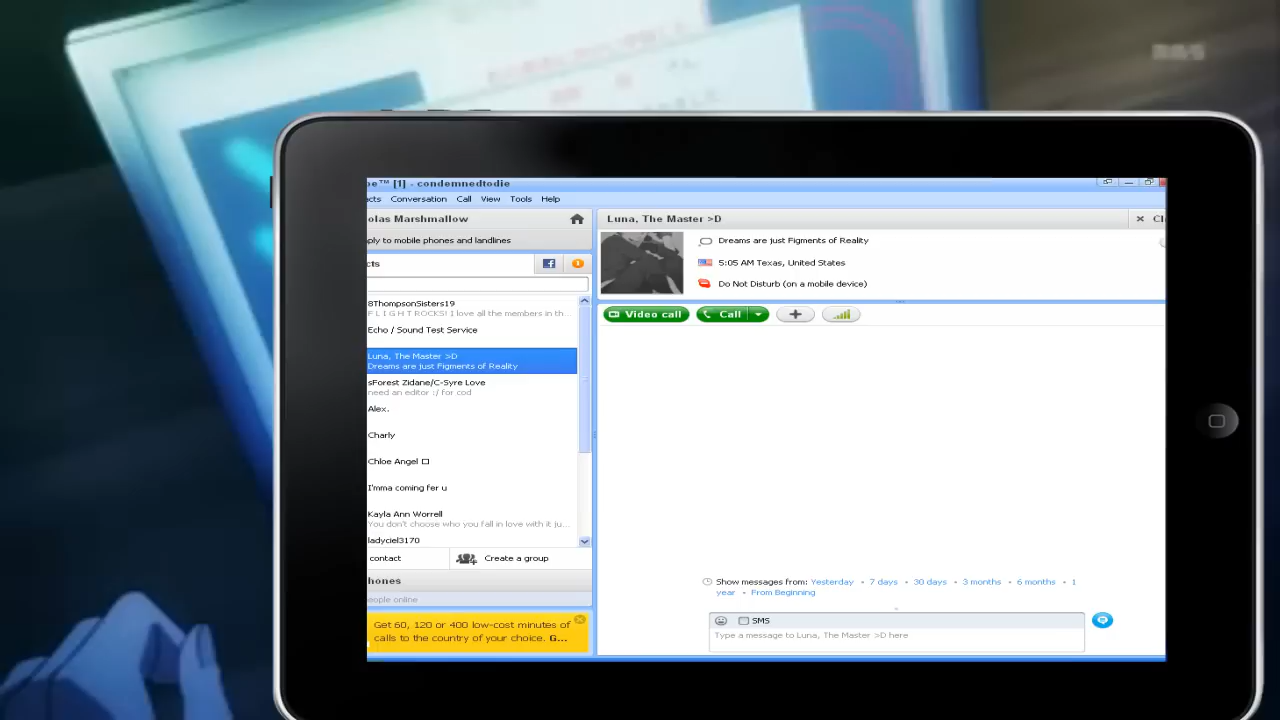 pe™ [1] - condemnedtodie
acts Conversation Call View Tools Help
olas Marshmallow
ply to mobile phones and landlines
cts
8ThompsonSisters19
F L I G H T ROCKS! I love all the members in th...
Echo / Sound Test Service
Luna, The Master >D
Dreams are just Figments of Reality
sForest Zidane/C-Syre Love
need an editor :/ for cod
Alex.
Charly
Chloe Angel □
I'mma coming fer u
Kayla Ann Worrell
You don't choose who you fall in love with it ju...
ladyciel3170
contact Create a group
hones
eople online
Get 60, 120 or 400 low-cost minutes of
calls to the country of your choice. G...
Luna, The Master >D
Cl
Dreams are just Figments of Reality
5:05 AM Texas, United States
Do Not Disturb (on a mobile device)
Video call Call
Show messages from: Yesterday • 7 days • 30 days • 3 months • 6 months • 1
year • From Beginning
SMS
Type a message to Luna, The Master >D here